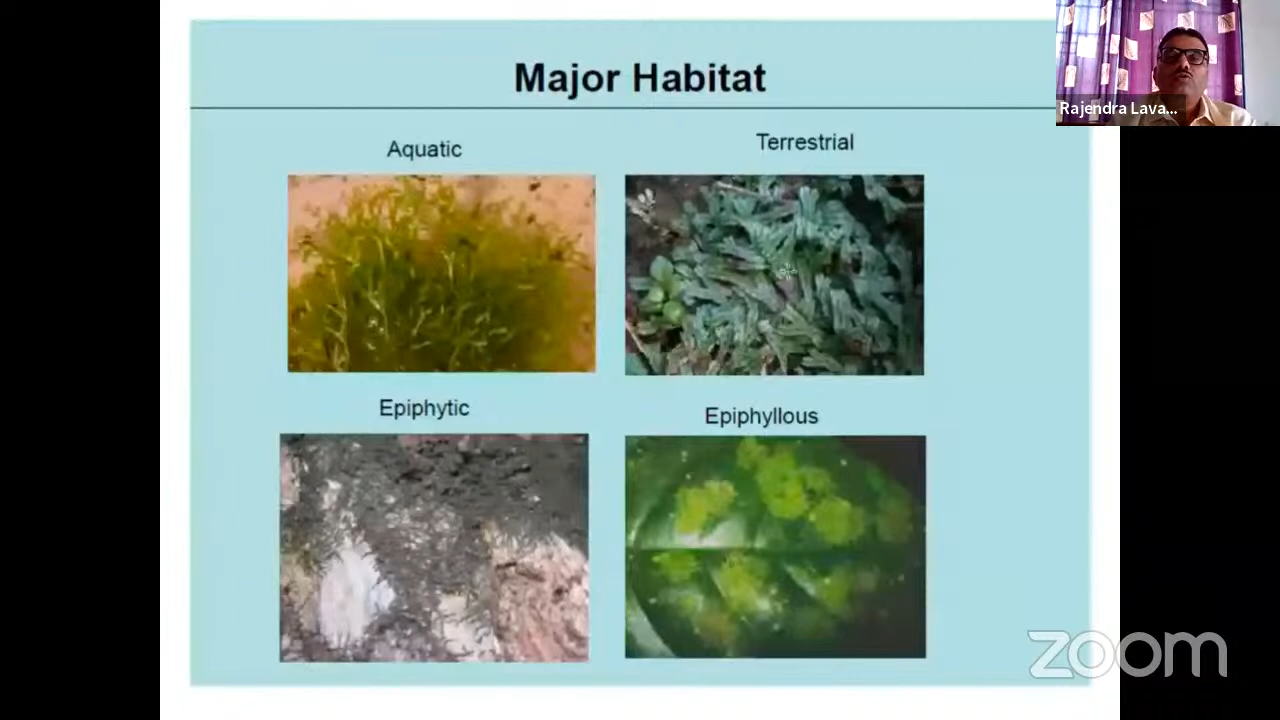 Major Habitat
Rajendra Lava...
Aquatic
Terrestrial
Epiphytic
Epiphyllous
zoom